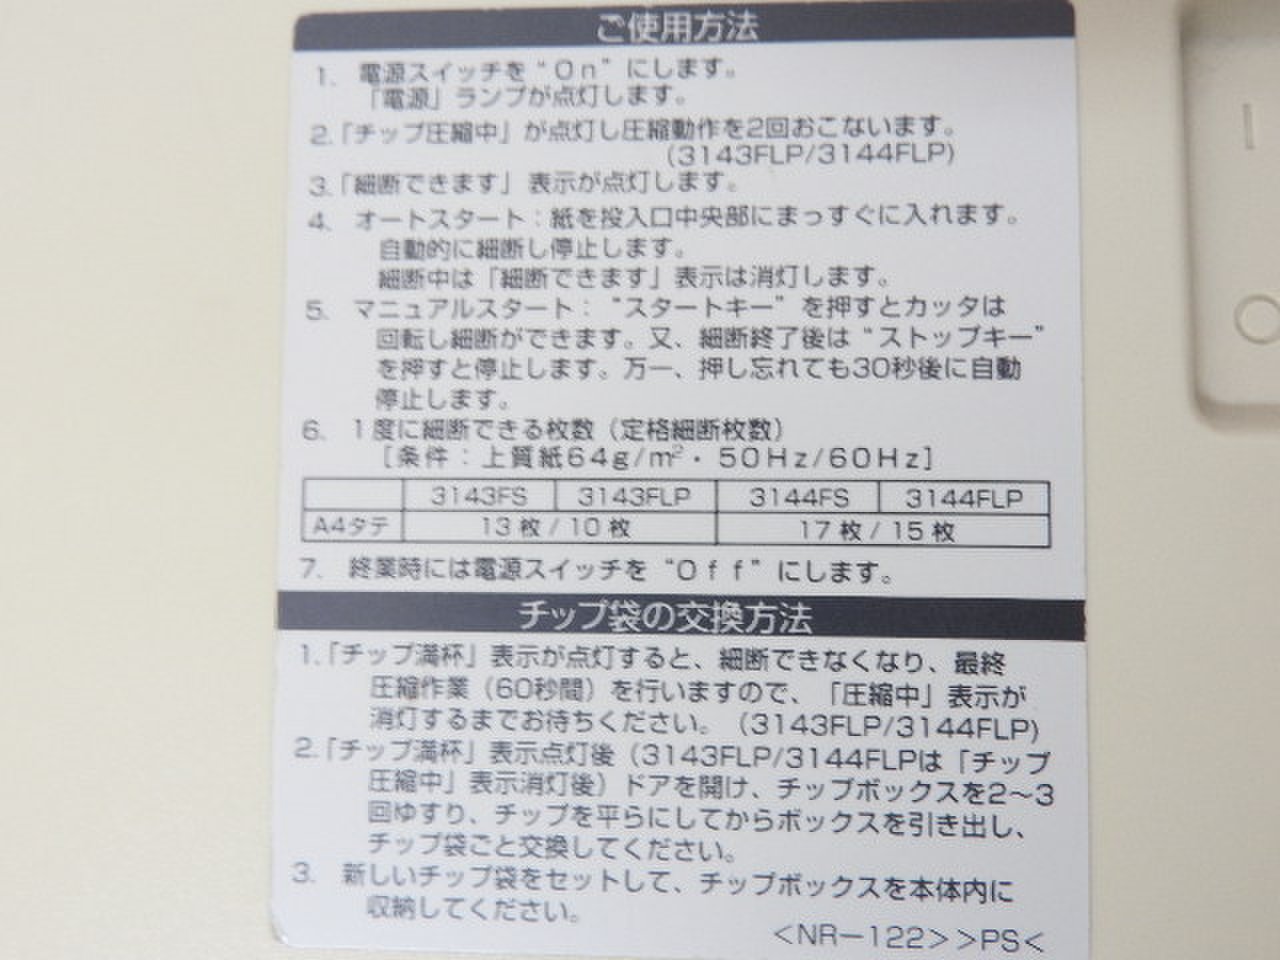 ご使用方法
1. 電源スイッチを“On”にします。
「電源」ランプが点灯します。
2.「チップ圧縮中」が点灯し圧縮動作を2回おこないます。
(3143FLP/3144FLP)
3.「細断できます」表示が点灯します。
4. オートスタート：紙を投入口中央部にまっすぐに入れます。
自動的に細断し停止します。
細断中は「細断できます」表示は消灯します。
5. マニュアルスタート：“スタートキー”を押すとカッタは
回転し細断ができます。又、細断終了後は“ストップキー”
を押すと停止します。万一、押し忘れても30秒後に自動
停止します。
6. 1度に細断できる枚数（定格細断枚数）
[条件：上質紙64g/m²・50Hz/60Hz]
3143FS 3143FLP 3144FS 3144FLP
A4タテ 13枚/10枚 17枚/15枚
7. 終業時には電源スイッチを“Off”にします。
チップ袋の交換方法
1.「チップ満杯」表示が点灯すると、細断できなくなり、最終
圧縮作業（60秒間）を行いますので、「圧縮中」表示が
消灯するまでお待ちください。（3143FLP/3144FLP)
2.「チップ満杯」表示点灯後（3143FLP/3144FLPは「チップ
圧縮中」表示消灯後）ドアを開け、チップボックスを2～3
回ゆすり、チップを平らにしてからボックスを引き出し、
チップ袋ごと交換してください。
3. 新しいチップ袋をセットして、チップボックスを本体内に
収納してください。
<NR-122>>PS<